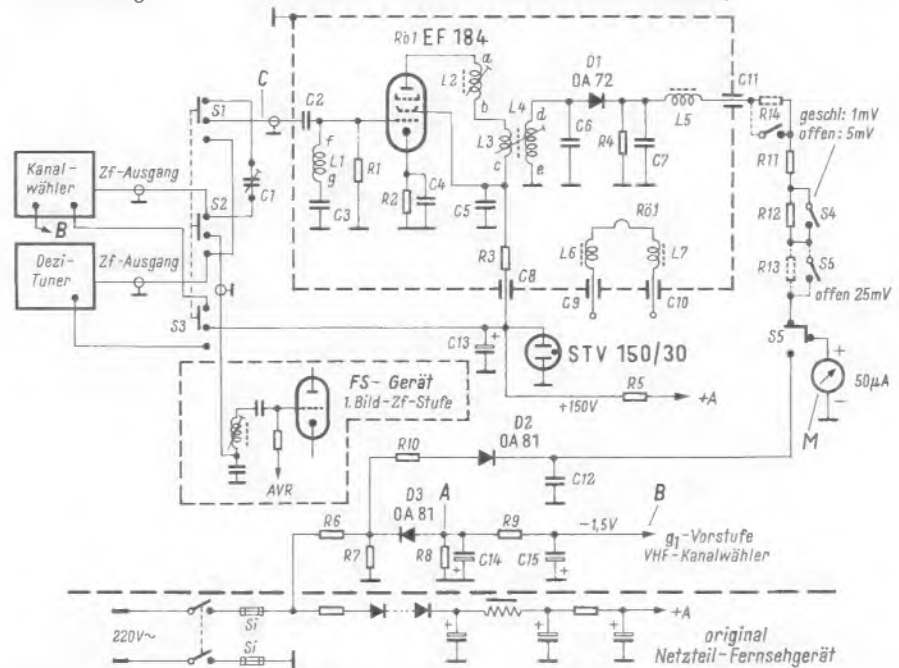 Rö1 EF 184
a
L2
b
D1
0A 72
C11
S1
C
C2
L4
d
L3
c
e
C6
R4
C7
L5
R14
geschl: 1mV
offen: 5mV
R11
f
L1
g
R1
C4
R2
C3
C5
C1
Kanal-
wähler
Zf-Ausgang
S2
B
Dezi-
Tuner
Zf-Ausgang
S3
R12
S4
R13
S5
offen 25mV
Rö.1
L6
L7
R3
C8
C9
C10
C13
+
STV 150/30
S5
+
50µA
-
M
FS-Gerät
1. Bild-Zf-Stufe
AVR
+150V
R5
+A
D2
0A 81
R10
C12
D3
0A 81
A
R6
R7
R8
C14
+
R9
-1,5V
C15
+
B
g1-Vorstufe
VHF-Kanalwähler
220V~
Si
Si
+
+
+
+A
original
Netzteil-Fernsehgerät